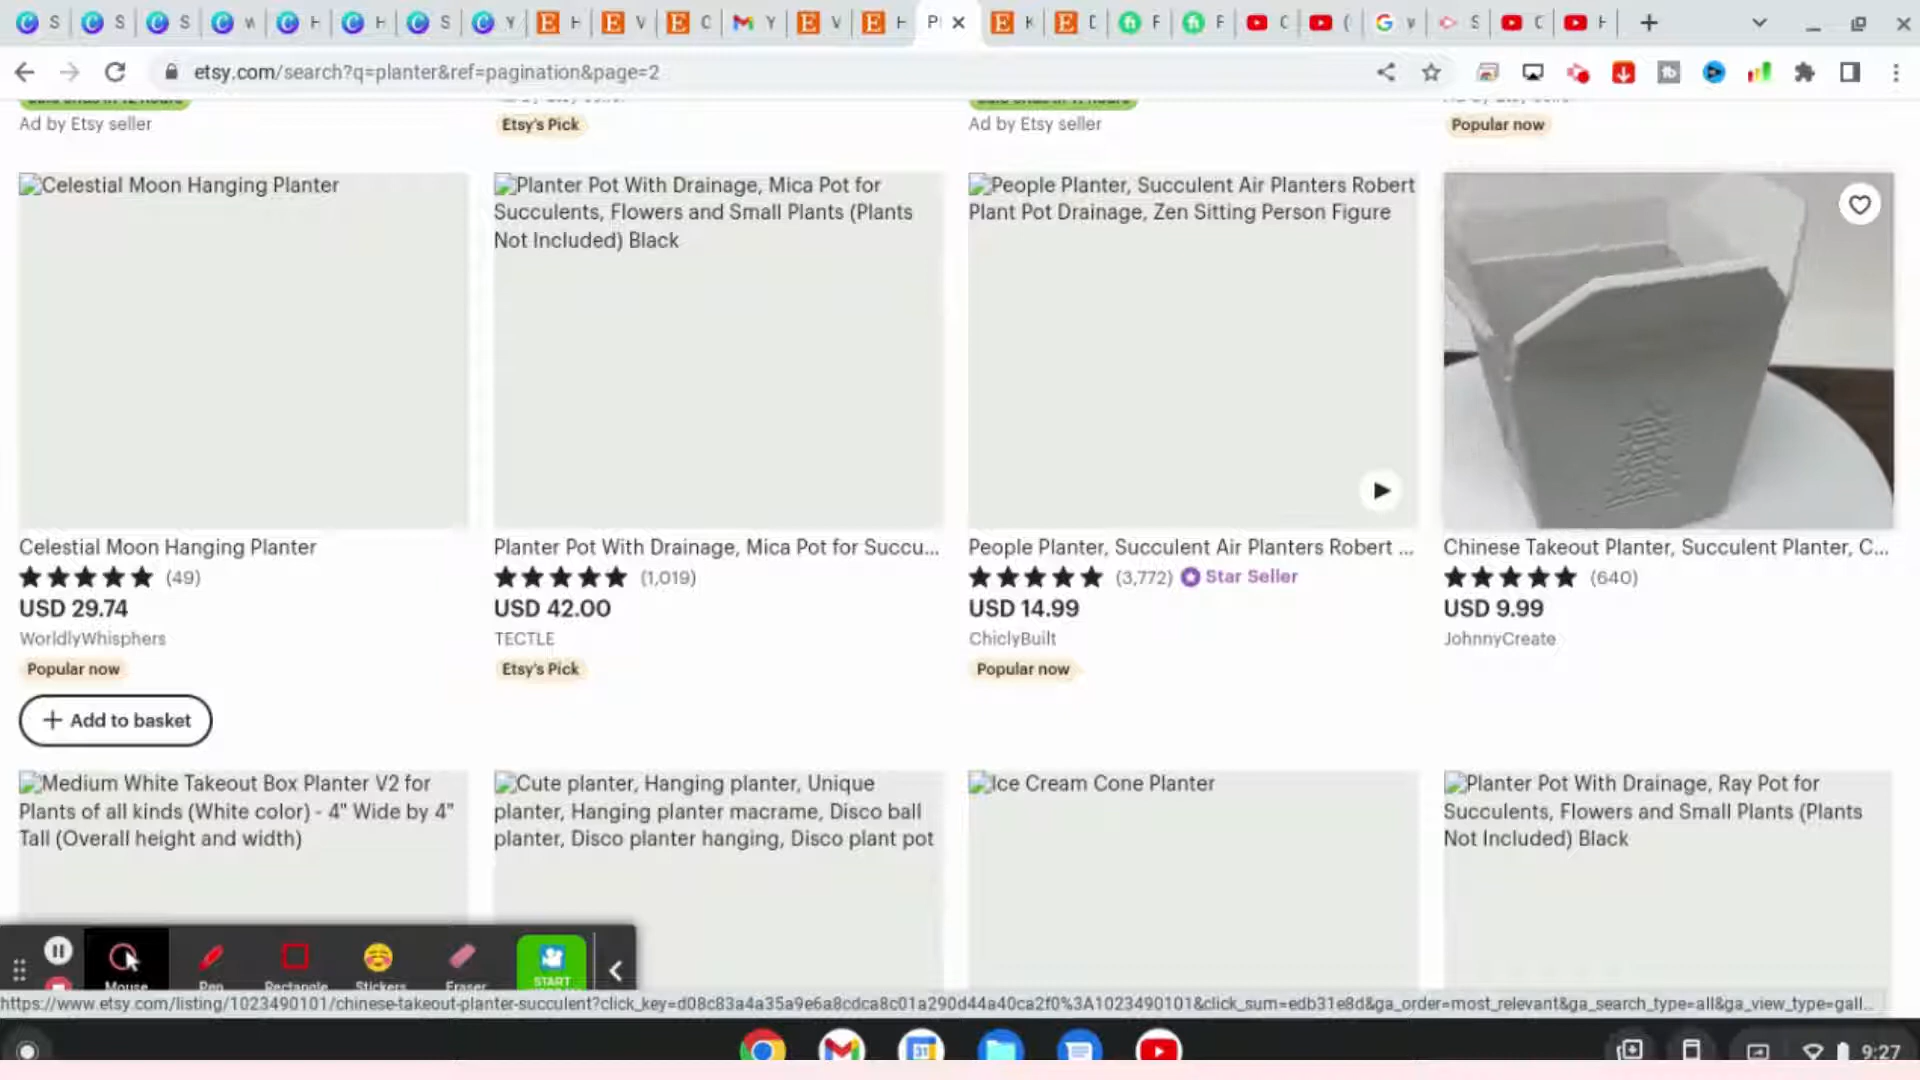 S S S W H H S Y H V C Y V H P K D F F C ( G w S C H
etsy.com/search?q=planter&ref=pagination&page=2
Ad by Etsy seller Etsy's Pick Ad by Etsy seller Popular now
Celestial Moon Hanging Planter
Planter Pot With Drainage, Mica Pot for
Succulents, Flowers and Small Plants (Plants
Not Included) Black
People Planter, Succulent Air Planters Robert
Plant Pot Drainage, Zen Sitting Person Figure
Celestial Moon Hanging Planter
(49)
USD 29.74
WorldlyWhisphers
Popular now
+ Add to basket
Planter Pot With Drainage, Mica Pot for Succu...
(1,019)
USD 42.00
TECTLE
Etsy's Pick
People Planter, Succulent Air Planters Robert ...
(3,772) Star Seller
USD 14.99
ChiclyBuilt
Popular now
Chinese Takeout Planter, Succulent Planter, C...
(640)
USD 9.99
JohnnyCreate
Medium White Takeout Box Planter V2 for
Plants of all kinds (White color) - 4" Wide by 4"
Tall (Overall height and width)
Cute planter, Hanging planter, Unique
planter, Hanging planter macrame, Disco ball
planter, Disco planter hanging, Disco plant pot
Ice Cream Cone Planter
Planter Pot With Drainage, Ray Pot for
Succulents, Flowers and Small Plants (Plants
Not Included) Black
Mouse Pen Rectangle Stickers Eraser START
https://www.etsy.com/listing/1023490101/chinese-takeout-planter-succulent?click_key=d08c83a4a35a9e6a8cdca8c01a290d44a40ca2f0%3A1023490101&click_sum=edb31e8d&ga_order=most_relevant&ga_search_type=all&ga_view_type=gall...
31
9:27